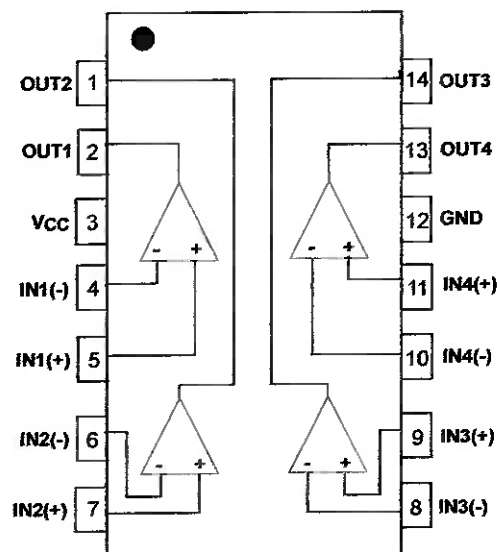 OUT2 1 14 OUT3
OUT1 2 13 OUT4
VCC 3 12 GND
- + - +
IN1(-) 4 11 IN4(+)
IN1(+) 5 10 IN4(-)
IN2(-) 6 9 IN3(+)
- + - +
IN2(+) 7 8 IN3(-)